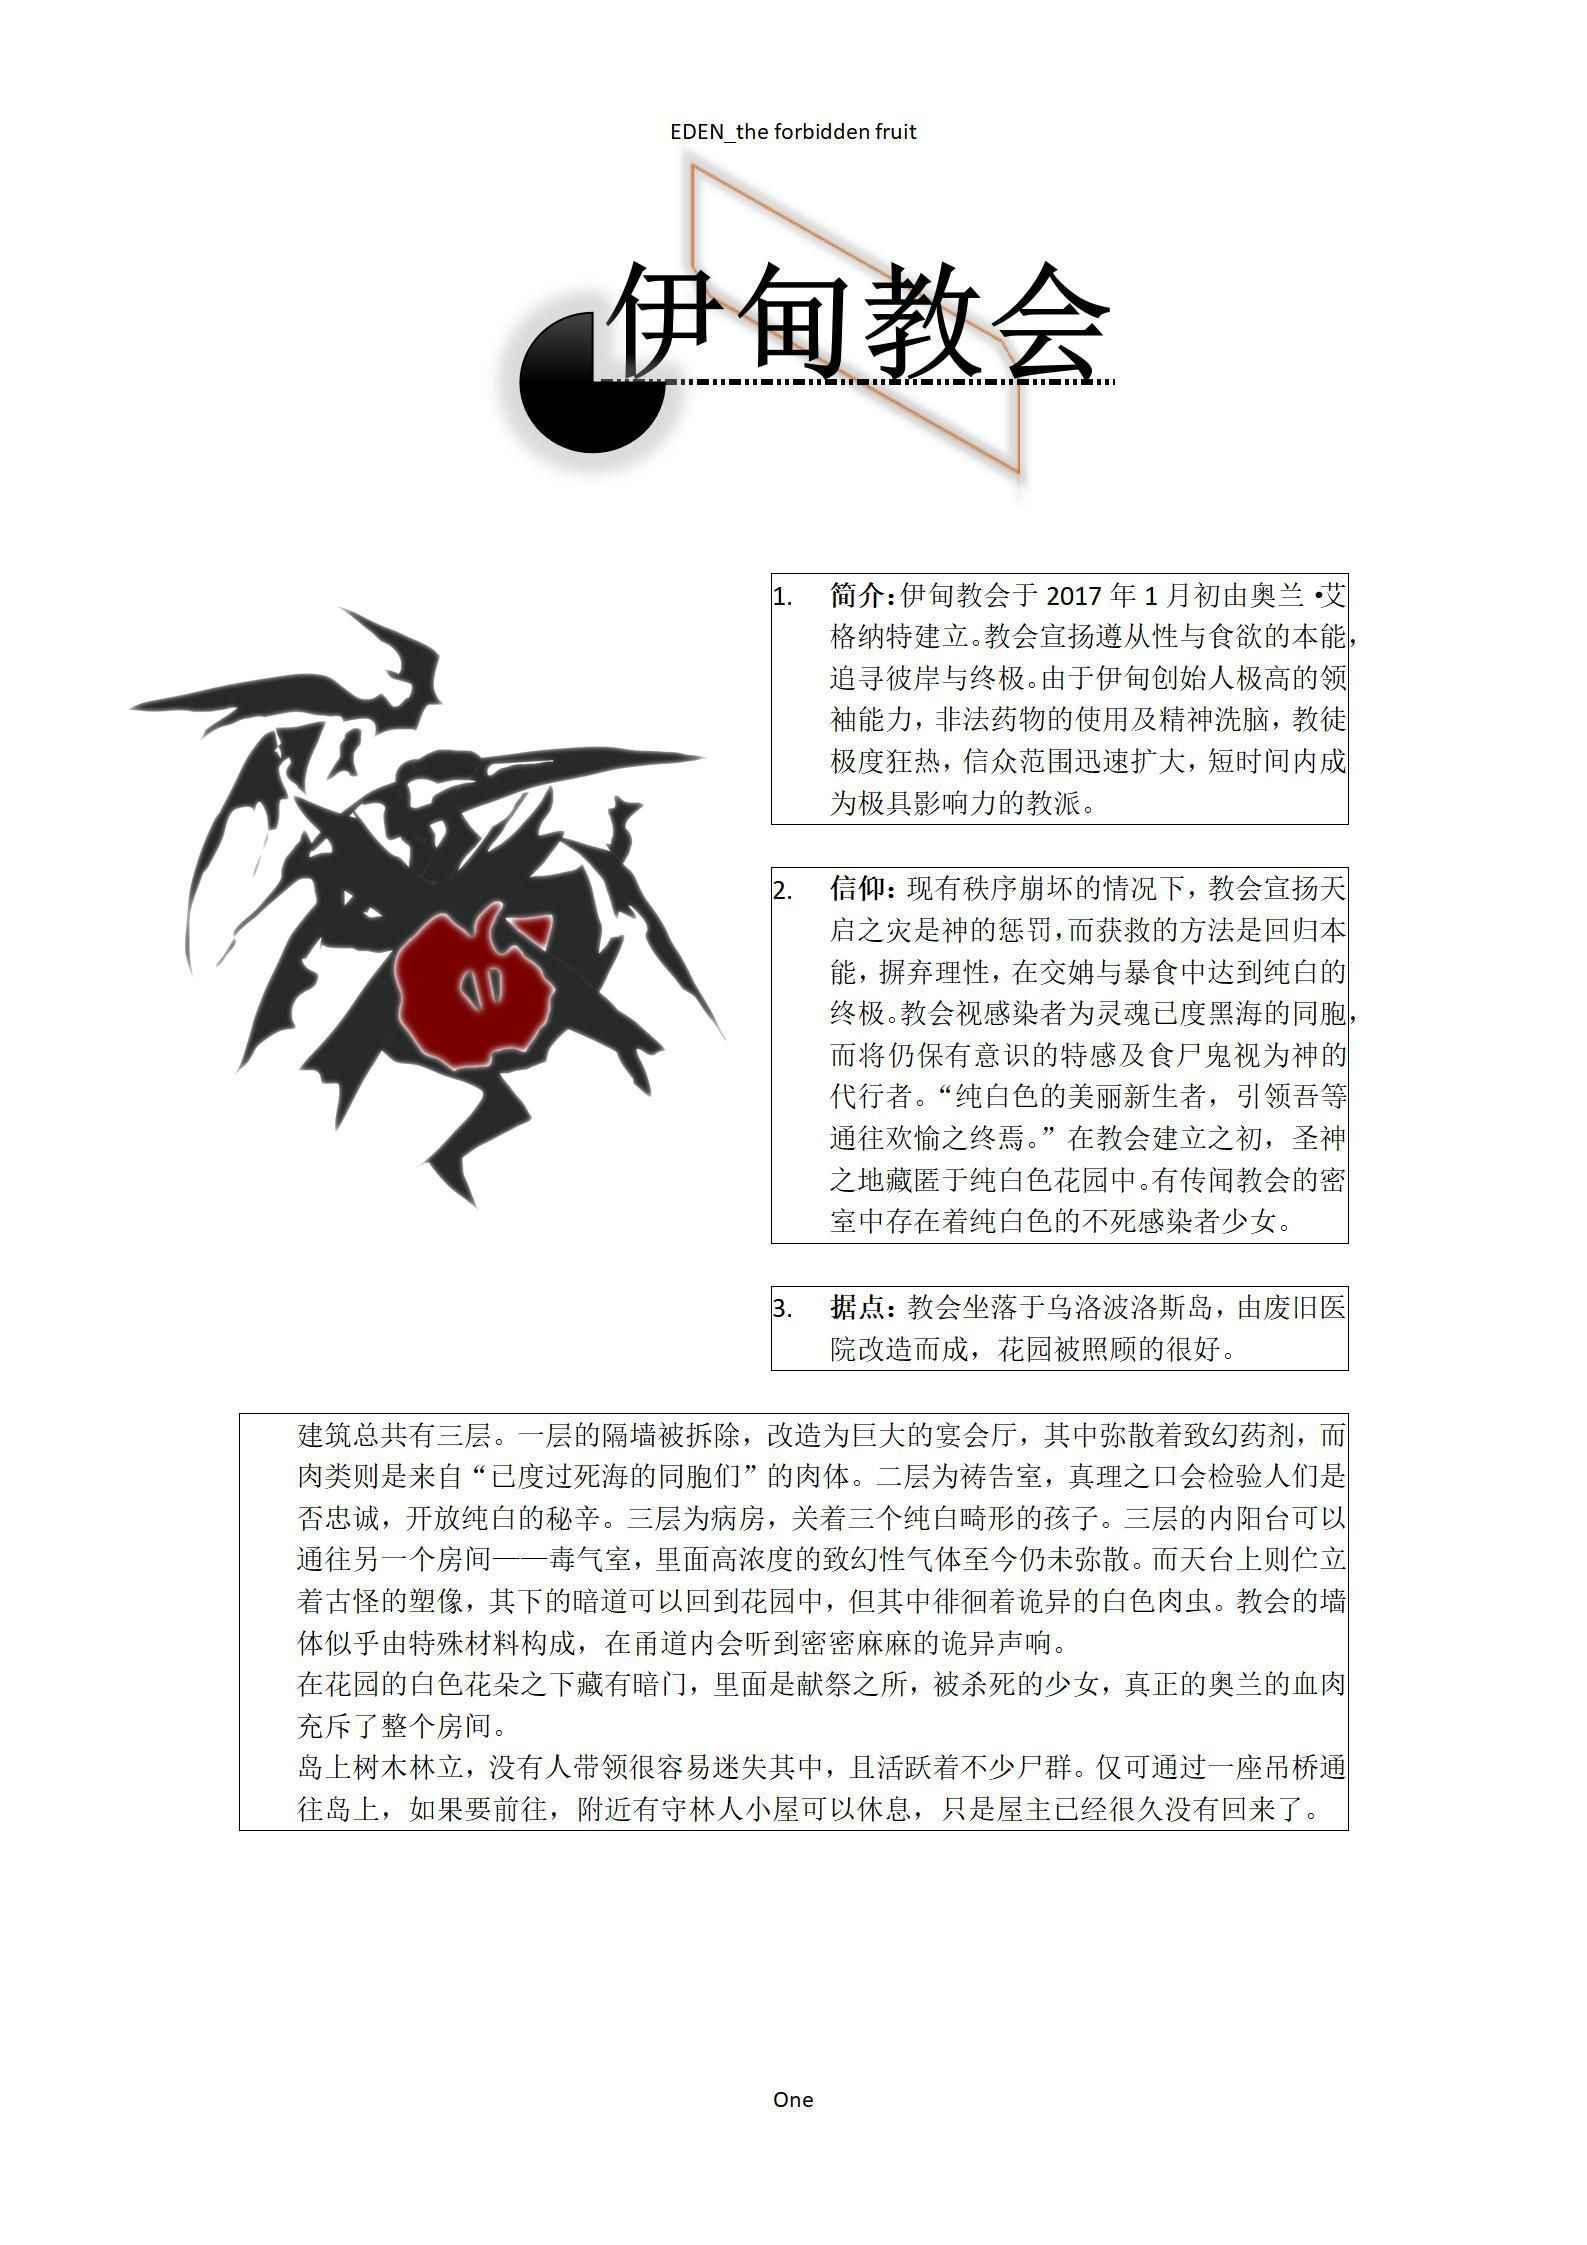 EDEN_the forbidden fruit
伊甸教会
1. 简介：伊甸教会于 2017 年 1 月初由奥兰•艾
格纳特建立。教会宣扬遵从性与食欲的本能，
追寻彼岸与终极。由于伊甸创始人极高的领
袖能力，非法药物的使用及精神洗脑，教徒
极度狂热，信众范围迅速扩大，短时间内成
为极具影响力的教派。
2. 信仰：现有秩序崩坏的情况下，教会宣扬天
启之灾是神的惩罚，而获救的方法是回归本
能，摒弃理性，在交姌与暴食中达到纯白的
终极。教会视感染者为灵魂已度黑海的同胞，
而将仍保有意识的特感及食尸鬼视为神的
代行者。“纯白色的美丽新生者，引领吾等
通往欢愉之终焉。”在教会建立之初，圣神
之地藏匿于纯白色花园中。有传闻教会的密
室中存在着纯白色的不死感染者少女。
3. 据点：教会坐落于乌洛波洛斯岛，由废旧医
院改造而成，花园被照顾的很好。
建筑总共有三层。一层的隔墙被拆除，改造为巨大的宴会厅，其中弥散着致幻药剂，而
肉类则是来自“已度过死海的同胞们”的肉体。二层为祷告室，真理之口会检验人们是
否忠诚，开放纯白的秘辛。三层为病房，关着三个纯白畸形的孩子。三层的内阳台可以
通往另一个房间——毒气室，里面高浓度的致幻性气体至今仍未弥散。而天台上则伫立
着古怪的塑像，其下的暗道可以回到花园中，但其中徘徊着诡异的白色肉虫。教会的墙
体似乎由特殊材料构成，在甬道内会听到密密麻麻的诡异声响。
在花园的白色花朵之下藏有暗门，里面是献祭之所，被杀死的少女，真正的奥兰的血肉
充斥了整个房间。
岛上树木林立，没有人带领很容易迷失其中，且活跃着不少尸群。仅可通过一座吊桥通
往岛上，如果要前往，附近有守林人小屋可以休息，只是屋主已经很久没有回来了。
One